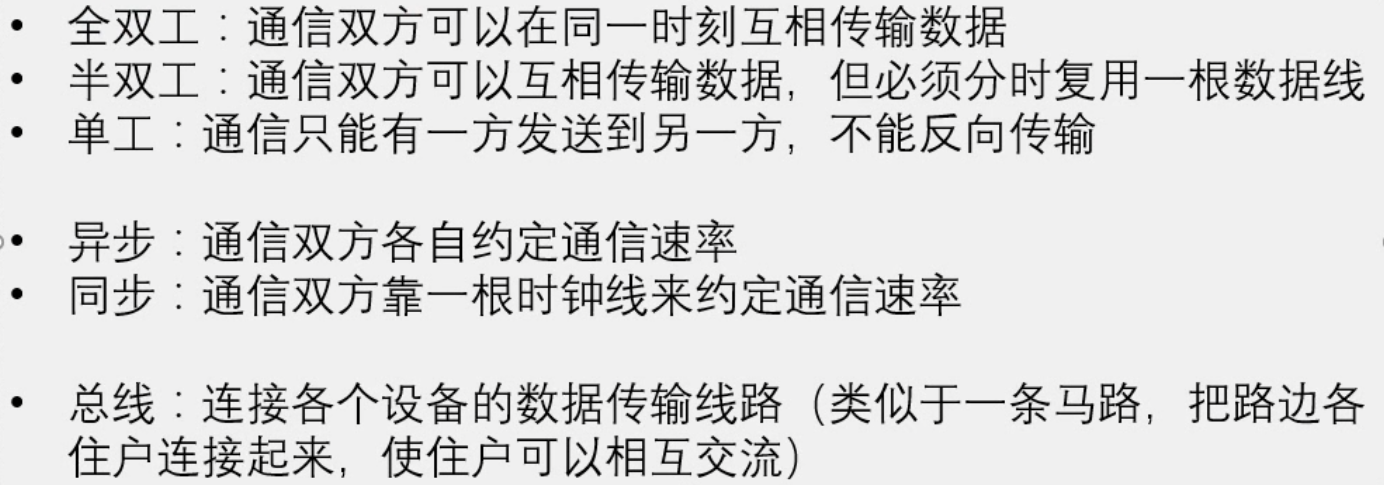 • 全双工：通信双方可以在同一时刻互相传输数据
• 半双工：通信双方可以互相传输数据，但必须分时复用一根数据线
• 单工：通信只能有一方发送到另一方，不能反向传输
• 异步：通信双方各自约定通信速率
• 同步：通信双方靠一根时钟线来约定通信速率
• 总线：连接各个设备的数据传输线路（类似于一条马路，把路边各
住户连接起来，使住户可以相互交流）